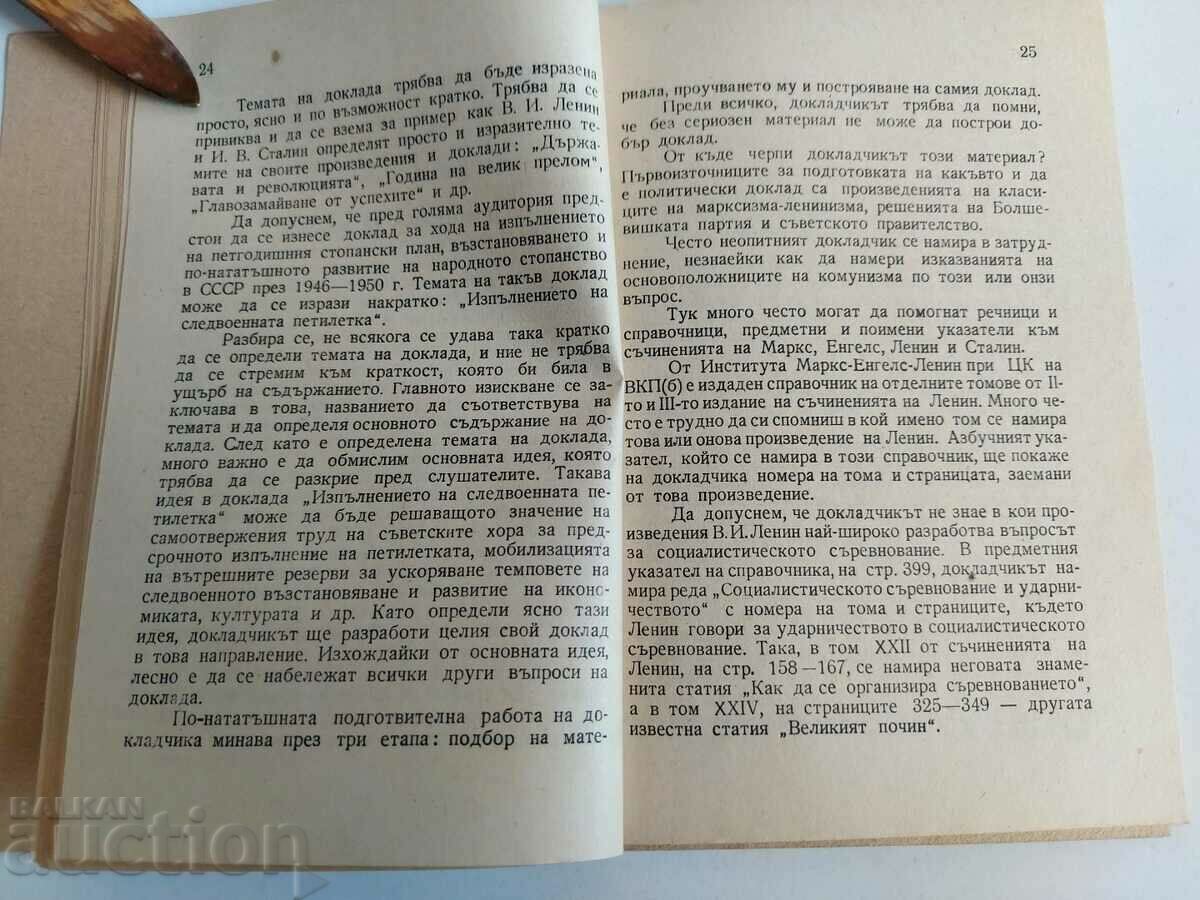 24
Темата на доклада трябва да бъде изразена
просто, ясно и по възможност кратко. Трябва да се
привиква и да се взема за пример как В. И. Ленин
и И. В. Сталин определят просто и изразително те-
мите на своите произведения и доклади: „Държа-
вата и революцията“, „Година на велик прелом“,
„Главозамайване от успехите“ и др.
Да допуснем, че пред голяма аудитория пред-
стои да се изнесе доклад за хода на изпълнението
на петгодишния стопански план, възстановяването и
по-нататъшното развитие на народното стопанство
в СССР през 1946—1950 г. Темата на такъв доклад
може да се изрази накратко: „Изпълнението на
следвоенната петилетка“.
Разбира се, не всякога се удава така кратко
да се определи темата на доклада, и ние не трябва
да се стремим към краткост, която би била в
ущърб на съдържанието. Главното изискване се за-
ключава в това, названието да съответствува на
темата и да определя основното съдържание на до-
клада. След като е определена темата на доклада,
много важно е да обмислим основната идея, която
трябва да се разкрие пред слушателите. Такава
идея в доклада „Изпълнението на следвоенната пе-
тилетка“ може да бъде решаващото значение на
самоотвержения труд на съветските хора за пред-
срочното изпълнение на петилетката, мобилизацията
на вътрешните резерви за ускоряване темповете на
следвоенното възстановяване и развитие на иконо-
миката, културата и др. Като определи ясно тази
идея, докладчикът ще разработи целия свой доклад
в това направление. Изхождайки от основната идея,
лесно е да се набележат всички други въпроси на
доклада.
По-нататъшната подготвителна работа на до-
кладчика минава през три етапа: подбор на мате-
25
риала, проучването му и построяване на самия доклад.
Преди всичко, докладчикът трябва да помни,
че без сериозен материал не може да построи до-
бър доклад.
От къде черпи докладчикът този материал?
Първоизточниците за подготовката на какъвто и да
е политически доклад са произведенията на класи-
ците на марксизма-ленинизма, решенията на Болше-
вишката партия и съветското правителство.
Често неопитният докладчик се намира в затруд-
нение, незнаейки как да намери изказванията на
основоположниците на комунизма по този или онзи
въпрос.
Тук много често могат да помогнат речници и
справочници, предметни и поимени указатели към
съчиненията на Маркс, Енгелс, Ленин и Сталин.
От Института Маркс-Енгелс-Ленин при ЦК на
ВКП(б) е издаден справочник на отделните томове от II-
то и III-то издание на съчиненията на Ленин. Много че-
сто е трудно да си спомниш в кой именно том се намира
това или онова произведение на Ленин. Азбучният ука-
зател, който се намира в този справочник, ще покаже
на докладчика номера на тома и страницата, заемани
от това произведение.
Да допуснем, че докладчикът не знае в кои про-
изведения В. И. Ленин най-широко разработва въпросът
за социалистическото съревнование. В предметния
указател на справочника, на стр. 399, докладчикът на-
мира реда „Социалистическото съревнование и ударни-
чеството“ с номера на тома и страниците, където
Ленин говори за ударничеството в социалистическото
съревнование. Така, в том XXII от съчиненията на
Ленин, на стр. 158—167, се намира неговата знаме-
нита статия „Как да се организира съревнованието“,
а в том XXIV, на страниците 325—349 — другата
известна статия „Великият почин“.
BALKAN
auction